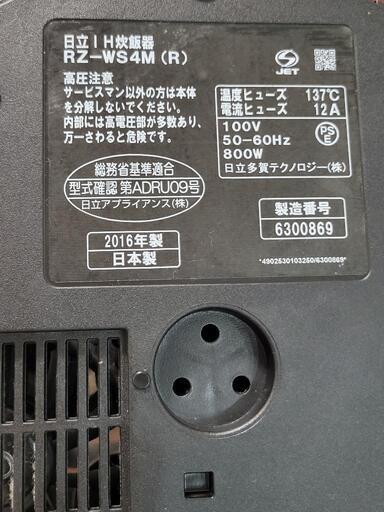 日立IH炊飯器
RZ-WS4M(R)
高圧注意
サービスマン以外の方は本体
を分解しないでください。
内部には高電圧部が多数あり、
万一さわると危険です。
JET
温度ヒューズ 137℃
電流ヒューズ 12A
100V
50-60Hz
800W
PSE
日立多賀テクノロジー(株)
総務省基準適合
型式確認 第ADRU09号
日立アプライアンス(株)
2016年製
日本製
製造番号
6300869
*4902530103250/6300869*